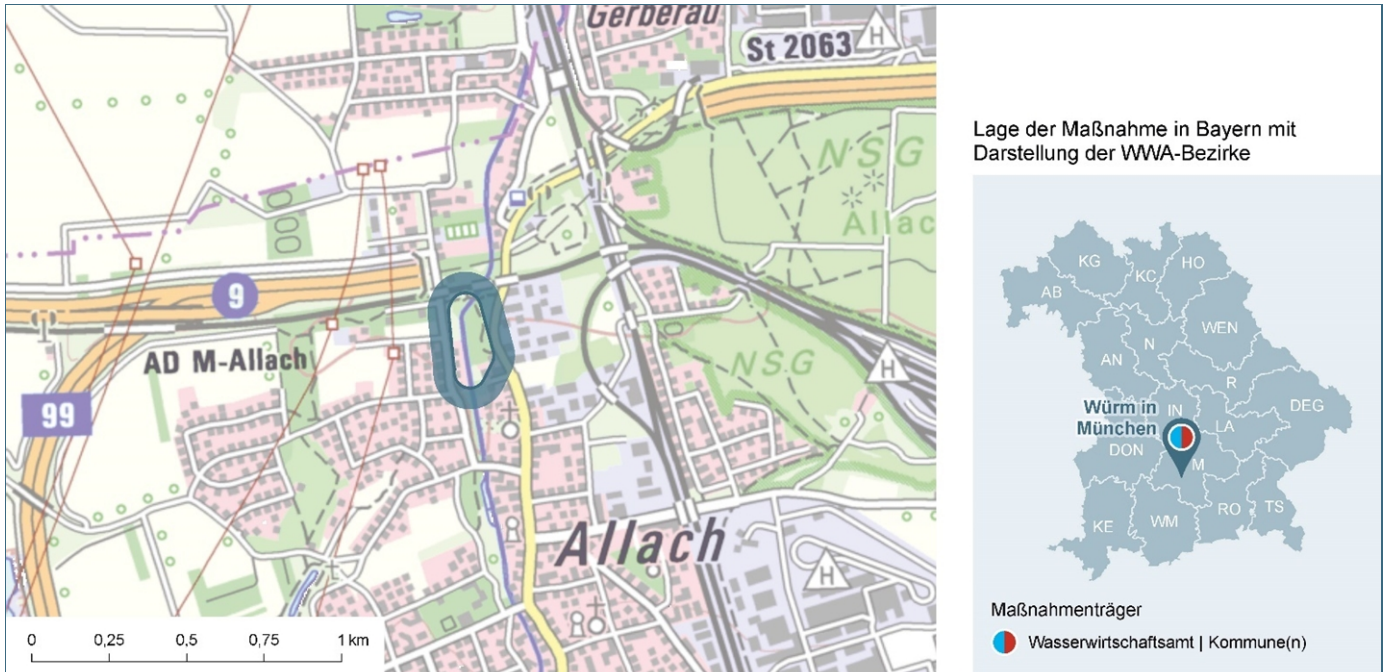 Gerberau
St 2063
H
NSG
Allac
9
AD M-Allach
NSG
H
99
Allach
H
0 0,25 0,5 0,75 1 km
Lage der Maßnahme in Bayern mit
Darstellung der WWA-Bezirke
KG
KC
HO
AB
WEN
AN
N
R
DEG
Würm in
München
IN
LA
DON
M
KE
WM
RO
TS
Maßnahmenträger
Wasserwirtschaftsamt | Kommune(n)